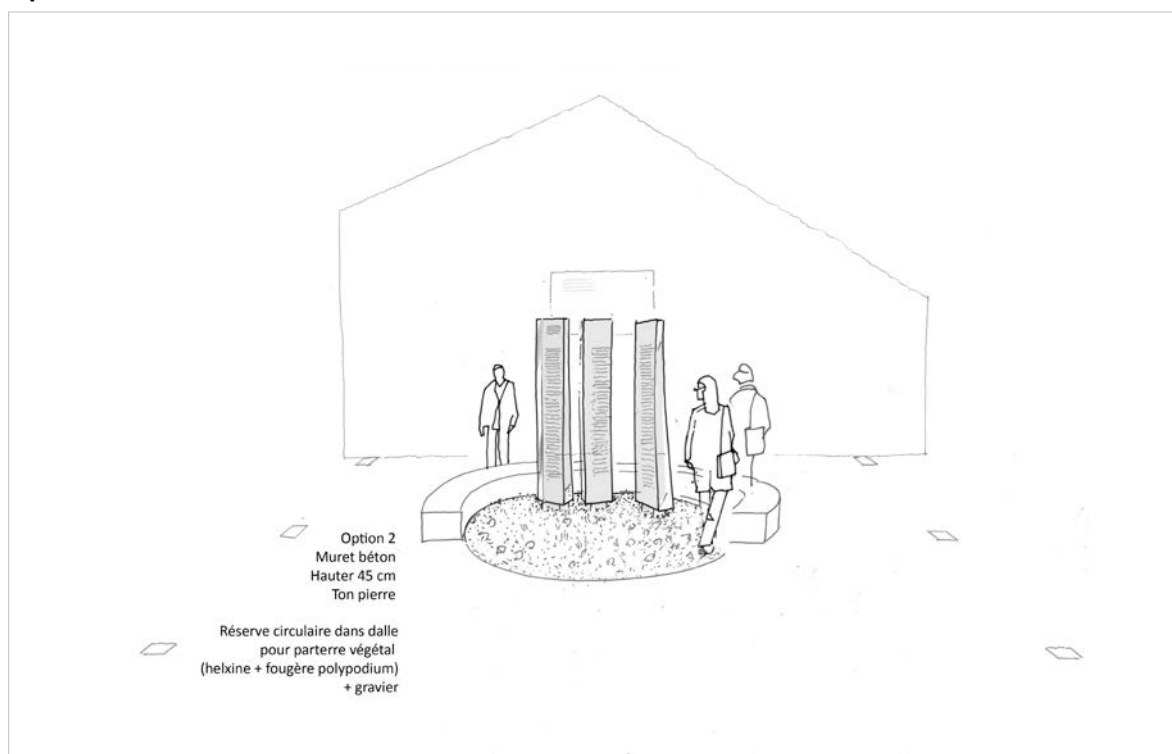 Option 2
Muret béton
Hauter 45 cm
Ton pierre
Réserve circulaire dans dalle
pour parterre végétal
(helxine + fougère polypodium)
+ gravier